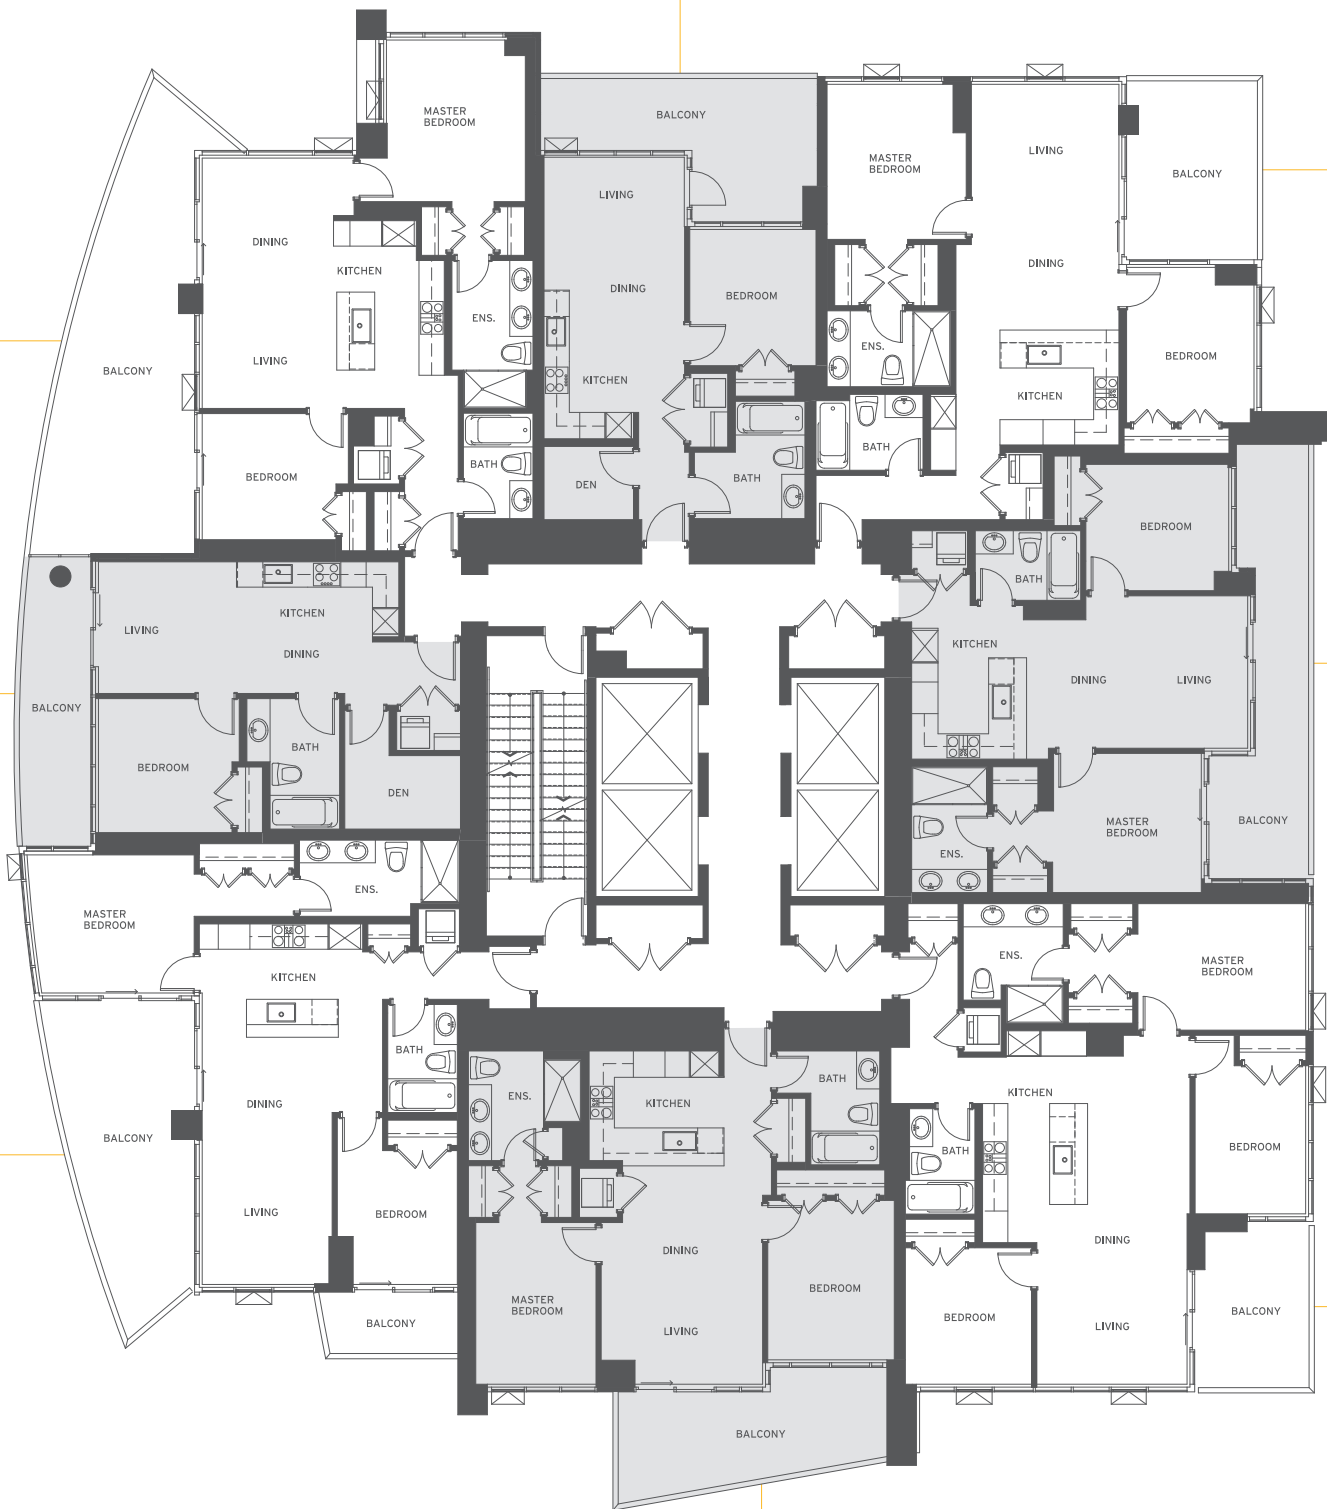 MASTER
BEDROOM
BALCONY
LIVING
MASTER
BEDROOM
BALCONY
LIVING
DINING
KITCHEN
DINING
DINING
BEDROOM
ENS.
ENS.
LIVING
BALCONY
BEDROOM
KITCHEN
KITCHEN
BATH
BATH
BEDROOM
BATH
DEN
BEDROOM
BATH
KITCHEN
LIVING
DINING
KITCHEN
DINING
LIVING
BALCONY
BATH
BEDROOM
DEN
MASTER
BEDROOM
BALCONY
ENS.
ENS.
MASTER
BEDROOM
KITCHEN
ENS.
MASTER
BEDROOM
BATH
DINING
BALCONY
LIVING
BEDROOM
BALCONY
ENS.
KITCHEN
BATH
KITCHEN
BATH
BEDROOM
DINING
MASTER
BEDROOM
LIVING
BEDROOM
DINING
BEDROOM
LIVING
BALCONY
BALCONY